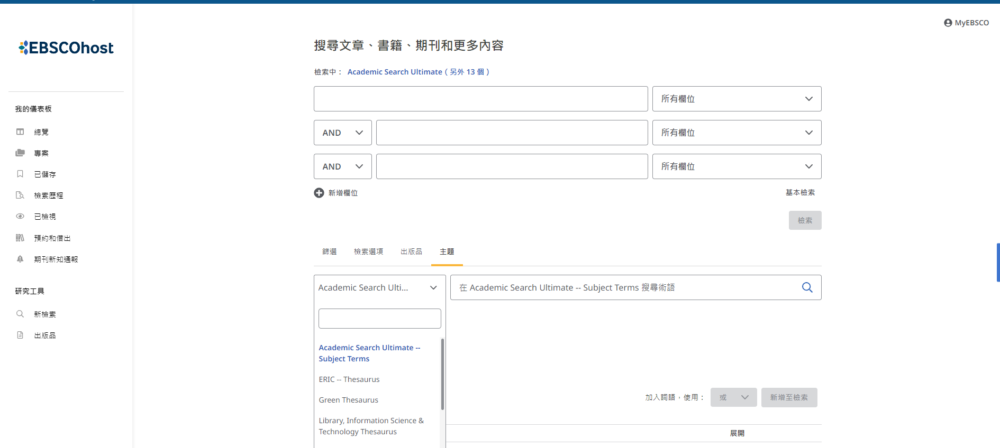 MyEBSCO
EBSCOhost
我的儀表板
總覽
專案
已儲存
檢索歷程
已檢視
預約和借出
期刊新知通報
研究工具
新檢索
出版品
搜尋文章、書籍、期刊和更多內容
檢索中： Academic Search Ultimate ( 另外 13 個 )
所有欄位
AND
所有欄位
AND
所有欄位
新增欄位
基本檢索
檢索
篩選 檢索選項 出版品 主題
Academic Search Ulti...
在 Academic Search Ultimate -- Subject Terms 搜尋術語
Academic Search Ultimate --
Subject Terms
ERIC -- Thesaurus
Green Thesaurus
Library, Information Science &
Technology Thesaurus
加入詞語，使用： 或 新增至檢索
展開